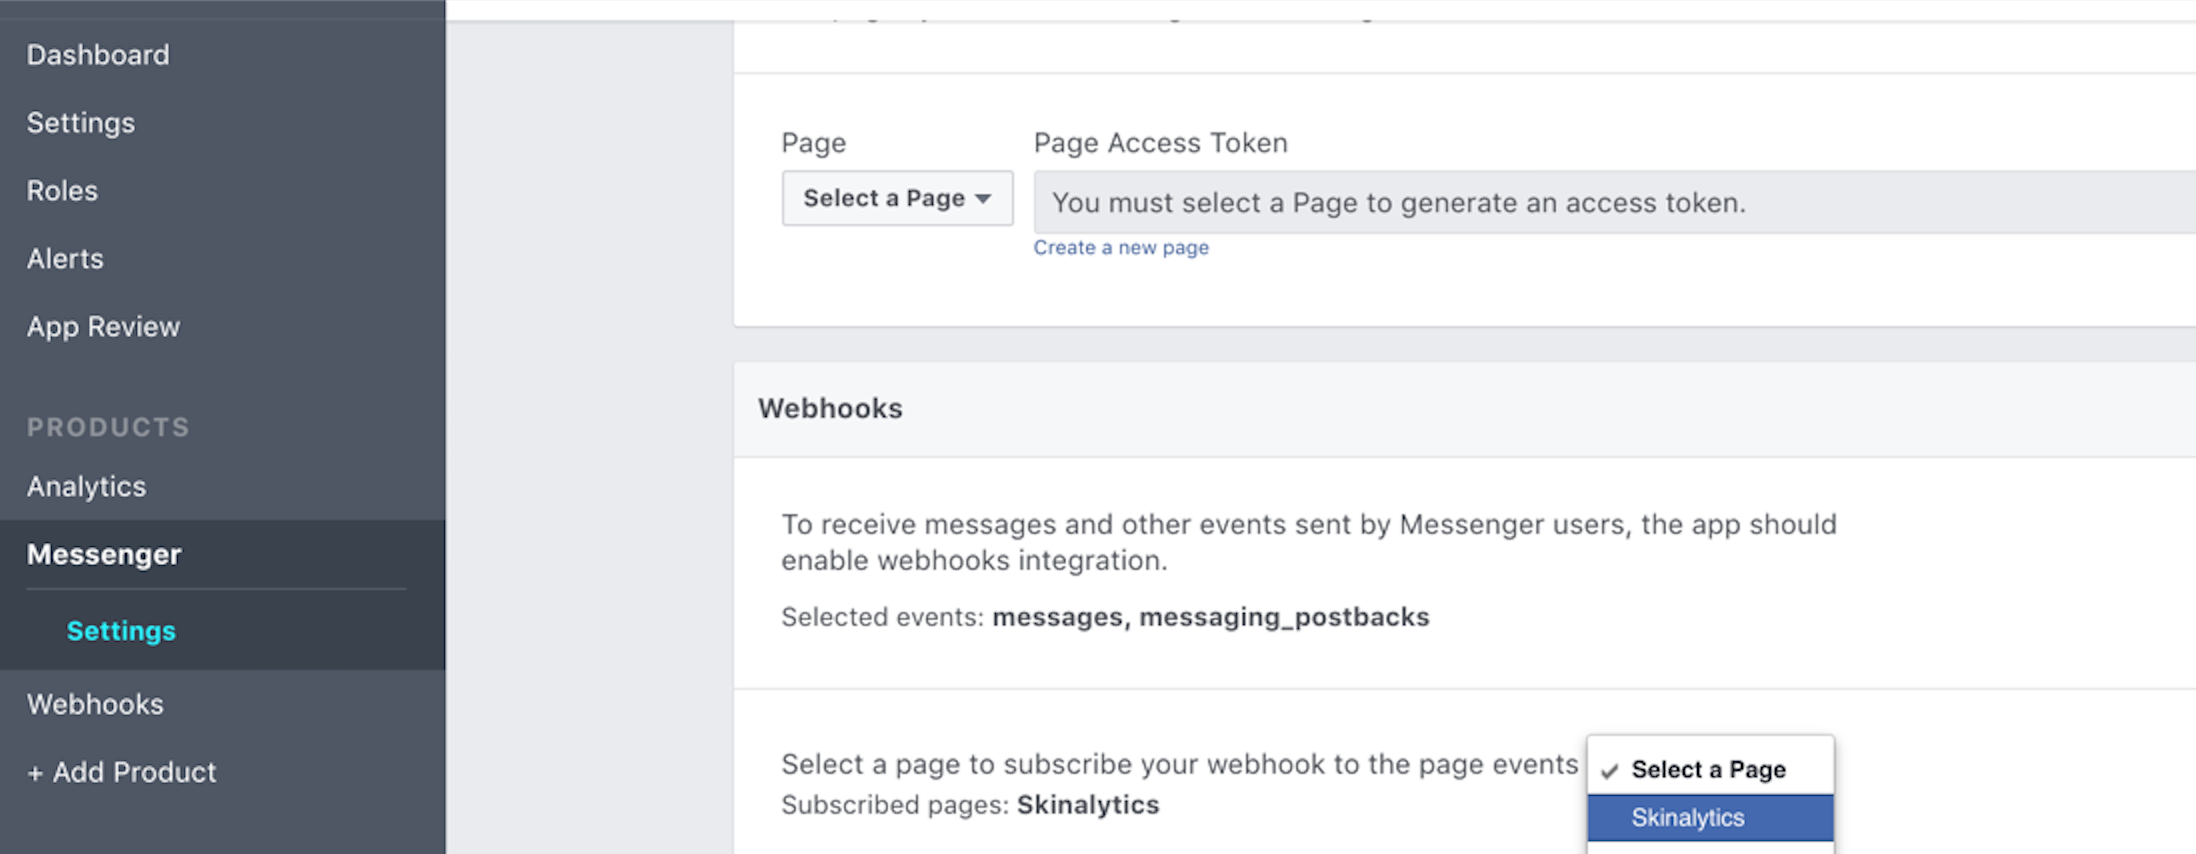 Dashboard
Settings
Roles
Alerts
App Review
PRODUCTS
Analytics
Messenger
Settings
Webhooks
+ Add Product
Page
Page Access Token
Select a Page
You must select a Page to generate an access token.
Create a new page
Webhooks
To receive messages and other events sent by Messenger users, the app should
enable webhooks integration.
Selected events: messages, messaging_postbacks
Select a page to subscribe your webhook to the page events
Subscribed pages: Skinalytics
✓ Select a Page
Skinalytics